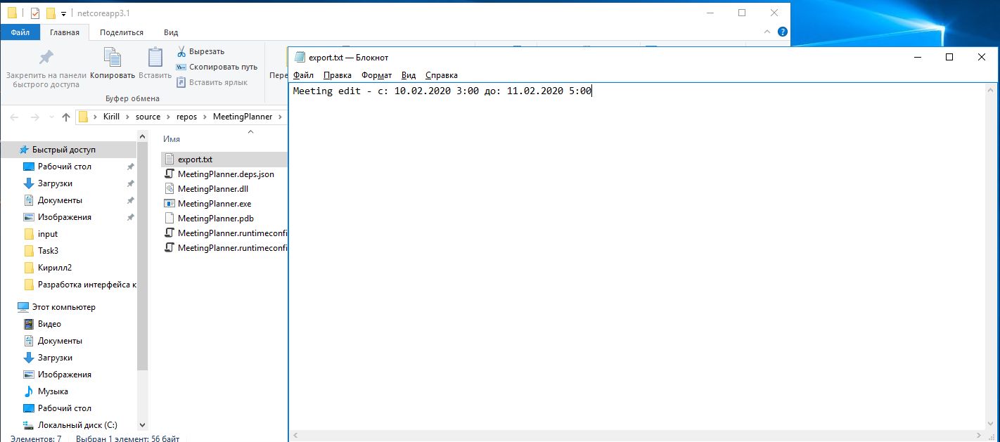 netcoreapp3.1
Файл Главная Поделиться Вид
Закрепить на панели быстрого доступа
Копировать
Вставить
Вырезать
Скопировать путь
Вставить ярлык
Буфер обмена
Kirill source repos MeetingPlanner
Быстрый доступ
Рабочий стол
Загрузки
Документы
Изображения
input
Task3
Кирилл2
Разработка интерфейса к
Этот компьютер
Видео
Документы
Загрузки
Изображения
Музыка
Рабочий стол
Локальный диск (C:)
Имя
export.txt
MeetingPlanner.deps.json
MeetingPlanner.dll
MeetingPlanner.exe
MeetingPlanner.pdb
MeetingPlanner.runtimeconfi
MeetingPlanner.runtimeconfi
Элементов: 7 Выбран 1 элемент: 56 байт
export.txt — Блокнот
Файл Правка Формат Вид Справка
Meeting edit - с: 10.02.2020 3:00 до: 11.02.2020 5:00